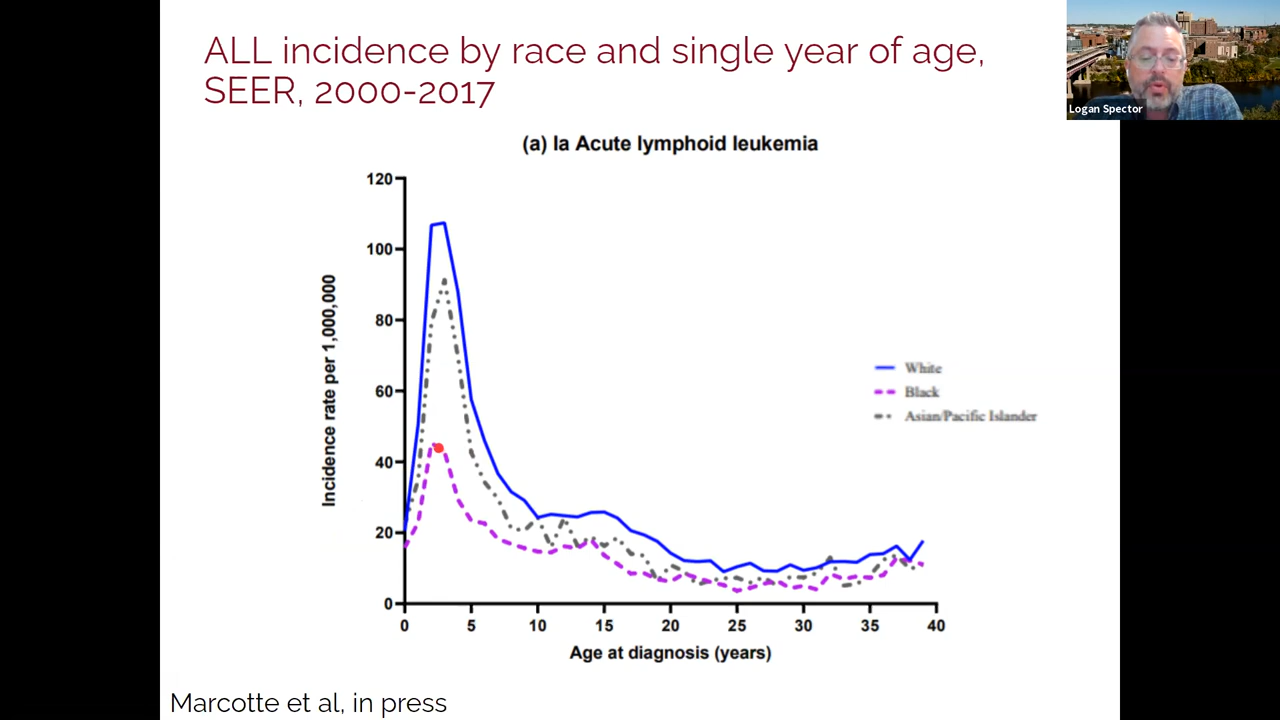 ALL incidence by race and single year of age,
SEER, 2000-2017
Logan Spector
(a) Ia Acute lymphoid leukemia
Incidence rate per 1,000,000
120
100
80
60
40
20
0
White
Black
Asian/Pacific Islander
0 5 10 15 20 25 30 35 40
Age at diagnosis (years)
Marcotte et al, in press